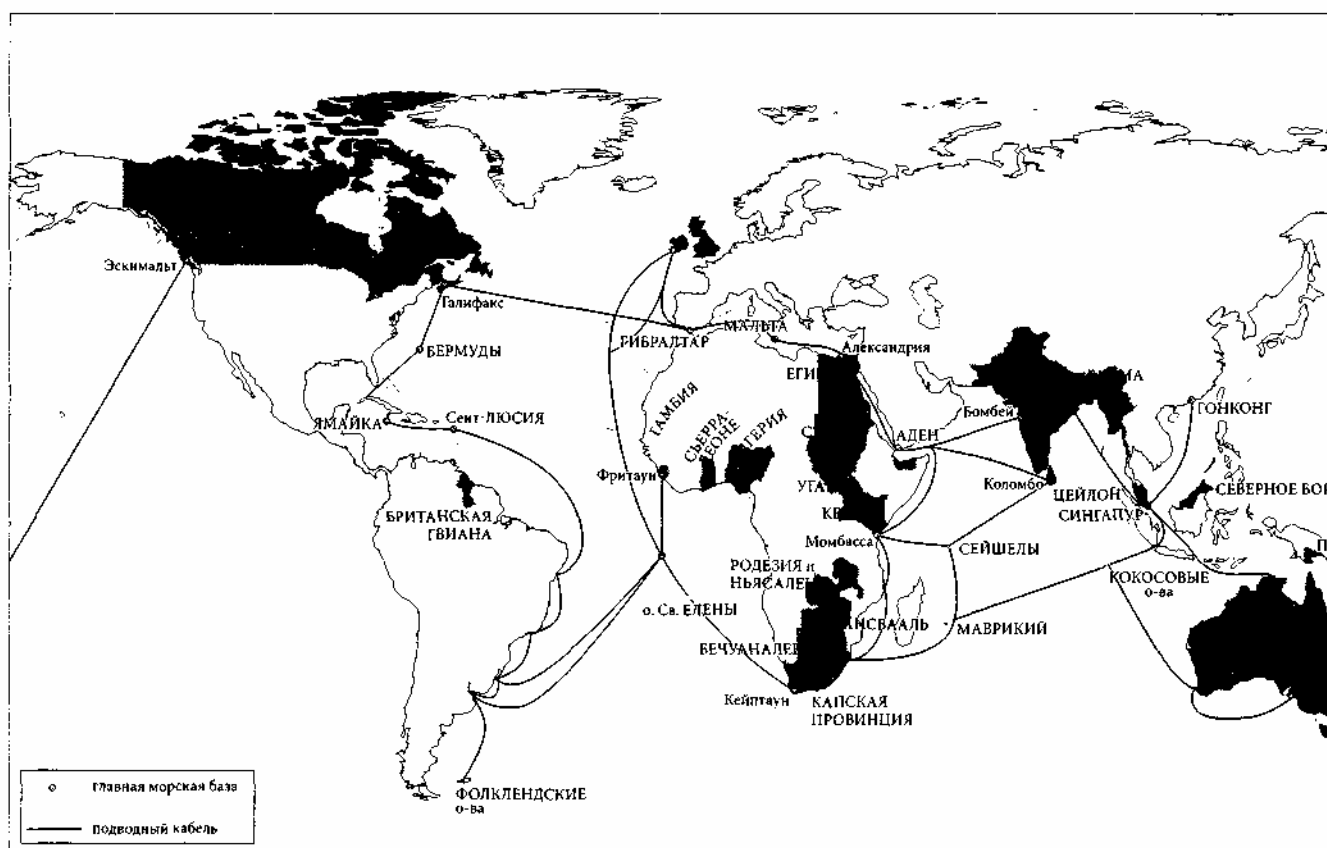 Эскимальт
Галифакс
БЕРМУДЫ
ЯМАЙКА
Сент-ЛЮСИЯ
БРИТАНСКАЯ
ГВИАНА
ГИБРАЛТАР
МАЛЬТА
Александрия
ГАМБИЯ
СЬЕРРА-
ЛЕОНЕ
Фритаун
АДЕН
Бомбей
Коломбо
ЦЕЙЛОН
СИНГАПУР
ГОНКОНГ
Момбасса
СЕЙШЕЛЫ
РОДЕЗИЯ и
о. Св. ЕЛЕНЫ
МАВРИКИЙ
КОКОСОВЫЕ
о-ва
Кейптаун
КАПСКАЯ
ПРОВИНЦИЯ
ФОЛКЛЕНДСКИЕ
о-ва
Главная морская база
Подводный кабель